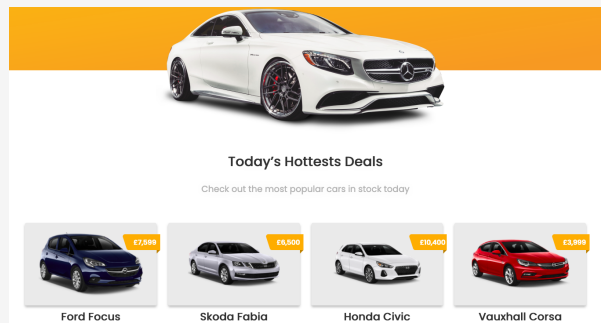 Today's Hottests Deals
Check out the most popular cars in stock today
£7,599 £6,500 £10,400 £3,999
Ford Focus Skoda Fabia Honda Civic Vauxhall Corsa